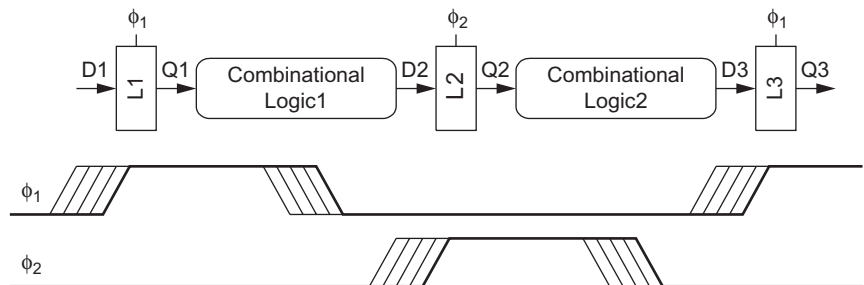 ϕ₁ ϕ₂ ϕ₁
D1 L1 Q1 Combinational Logic1 D2 L2 Q2 Combinational Logic2 D3 L3 Q3
ϕ₁
ϕ₂